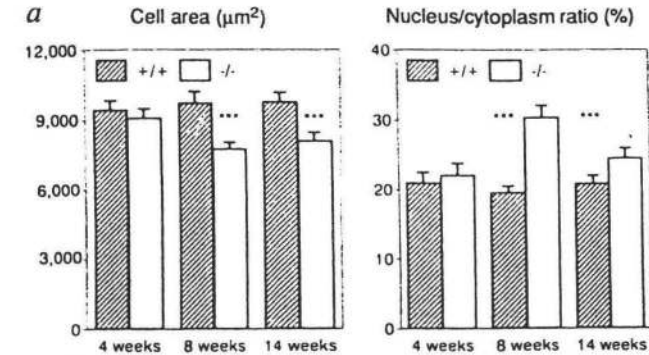 a
Cell area (μm²)
Nucleus/cytoplasm ratio (%)
12,000
9,000
6,000
3,000
0
+/+
-/-
...
...
4 weeks
8 weeks
14 weeks
40
30
20
10
0
+/+
-/-
...
...
4 weeks
8 weeks
14 weeks